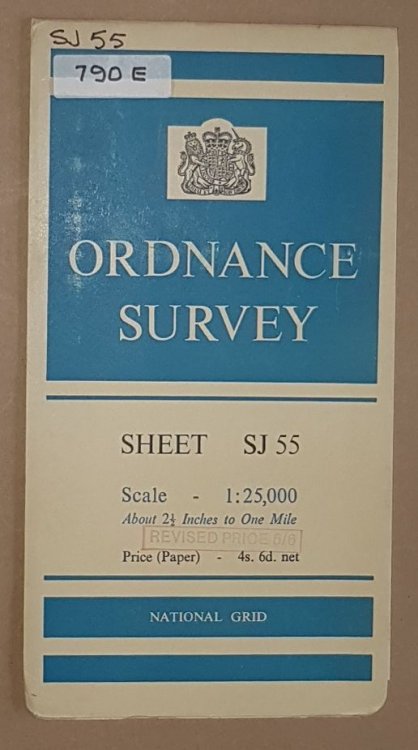 SJ 55
790 E
ORDNANCE
SURVEY
SHEET SJ 55
Scale - 1:25,000
About 2½ Inches to One Mile
REVISED PRICE 5/6
Price (Paper) - 4s. 6d. net
NATIONAL GRID